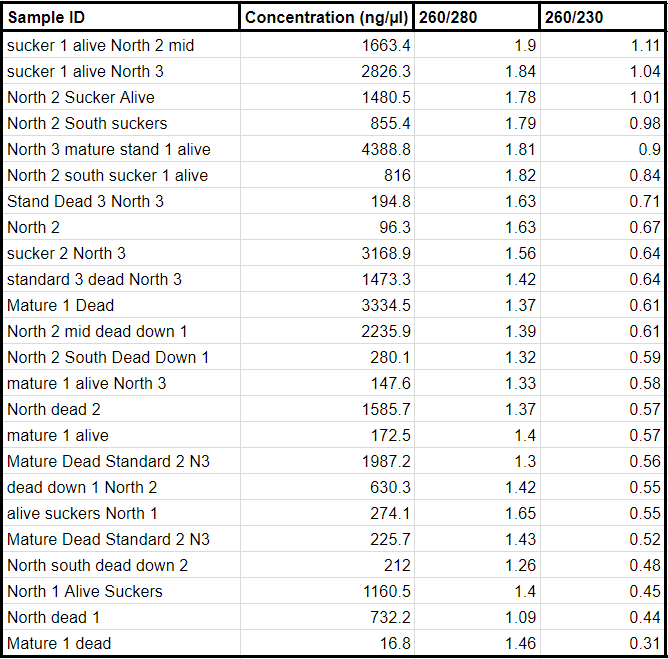 Sample ID Concentration (ng/µl) 260/280 260/230
sucker 1 alive North 2 mid 1663.4 1.9 1.11
sucker 1 alive North 3 2826.3 1.84 1.04
North 2 Sucker Alive 1480.5 1.78 1.01
North 2 South suckers 855.4 1.79 0.98
North 3 mature stand 1 alive 4388.8 1.81 0.9
North 2 south sucker 1 alive 816 1.82 0.84
Stand Dead 3 North 3 194.8 1.63 0.71
North 2 96.3 1.63 0.67
sucker 2 North 3 3168.9 1.56 0.64
standard 3 dead North 3 1473.3 1.42 0.64
Mature 1 Dead 3334.5 1.37 0.61
North 2 mid dead down 1 2235.9 1.39 0.61
North 2 South Dead Down 1 280.1 1.32 0.59
mature 1 alive North 3 147.6 1.33 0.58
North dead 2 1585.7 1.37 0.57
mature 1 alive 172.5 1.4 0.57
Mature Dead Standard 2 N3 1987.2 1.3 0.56
dead down 1 North 2 630.3 1.42 0.55
alive suckers North 1 274.1 1.65 0.55
Mature Dead Standard 2 N3 225.7 1.43 0.52
North south dead down 2 212 1.26 0.48
North 1 Alive Suckers 1160.5 1.4 0.45
North dead 1 732.2 1.09 0.44
Mature 1 dead 16.8 1.46 0.31